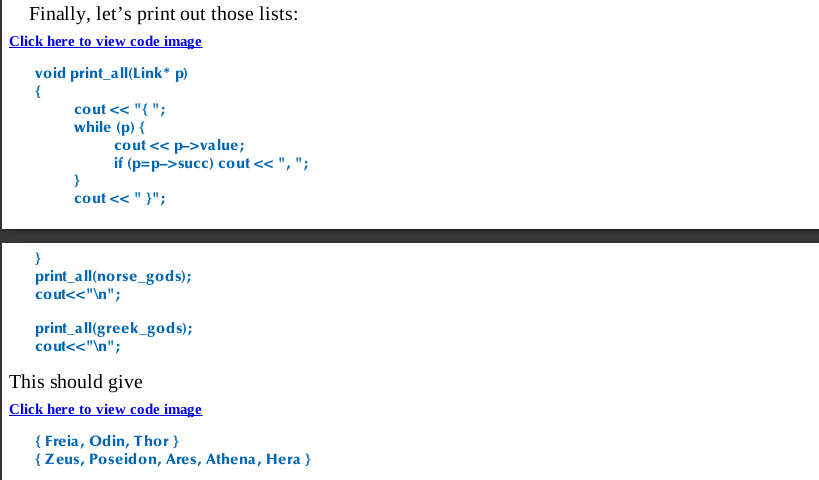 Finally, let’s print out those lists:
Click here to view code image
void print_all(Link* p)
{
cout << "{ ";
while (p) {
cout << p–>value;
if (p=p–>succ) cout << ", ";
}
cout << " }";
}
print_all(norse_gods);
cout<<"\n";
print_all(greek_gods);
cout<<"\n";
This should give
Click here to view code image
{ Freia, Odin, Thor }
{ Zeus, Poseidon, Ares, Athena, Hera }